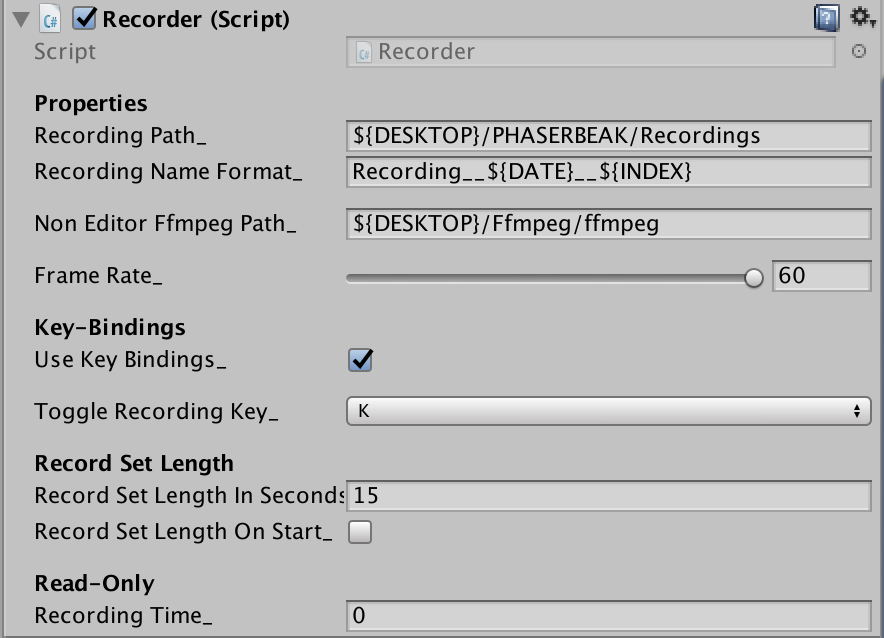 C# Recorder (Script)
Script C# Recorder
Properties
Recording Path_ ${DESKTOP}/PHASERBEAK/Recordings
Recording Name Format_ Recording__${DATE}__${INDEX}
Non Editor Ffmpeg Path_ ${DESKTOP}/Ffmpeg/ffmpeg
Frame Rate_ 60
Key-Bindings
Use Key Bindings_
Toggle Recording Key_ K
Record Set Length
Record Set Length In Seconds 15
Record Set Length On Start_
Read-Only
Recording Time_ 0